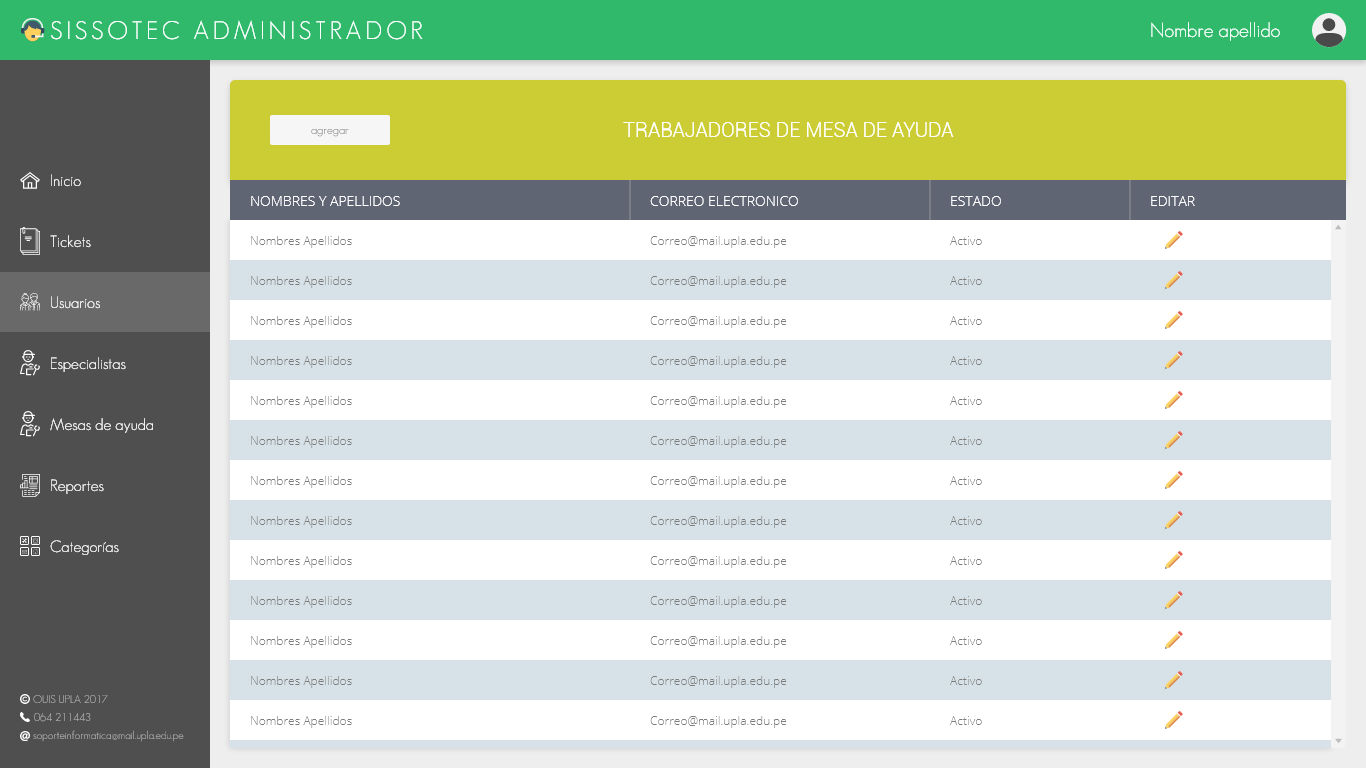 SISSOTEC ADMINISTRADOR
Nombre apellido
Inicio
Tickets
Usuarios
Especialistas
Mesas de ayuda
Reportes
Categorías
© OUIS UPLA 2017
064 211443
@ soporteinformatica@mail.upla.edu.pe
agregar
TRABAJADORES DE MESA DE AYUDA
NOMBRES Y APELLIDOS CORREO ELECTRONICO ESTADO EDITAR
Nombres Apellidos Correo@mail.upla.edu.pe Activo
Nombres Apellidos Correo@mail.upla.edu.pe Activo
Nombres Apellidos Correo@mail.upla.edu.pe Activo
Nombres Apellidos Correo@mail.upla.edu.pe Activo
Nombres Apellidos Correo@mail.upla.edu.pe Activo
Nombres Apellidos Correo@mail.upla.edu.pe Activo
Nombres Apellidos Correo@mail.upla.edu.pe Activo
Nombres Apellidos Correo@mail.upla.edu.pe Activo
Nombres Apellidos Correo@mail.upla.edu.pe Activo
Nombres Apellidos Correo@mail.upla.edu.pe Activo
Nombres Apellidos Correo@mail.upla.edu.pe Activo
Nombres Apellidos Correo@mail.upla.edu.pe Activo
Nombres Apellidos Correo@mail.upla.edu.pe Activo